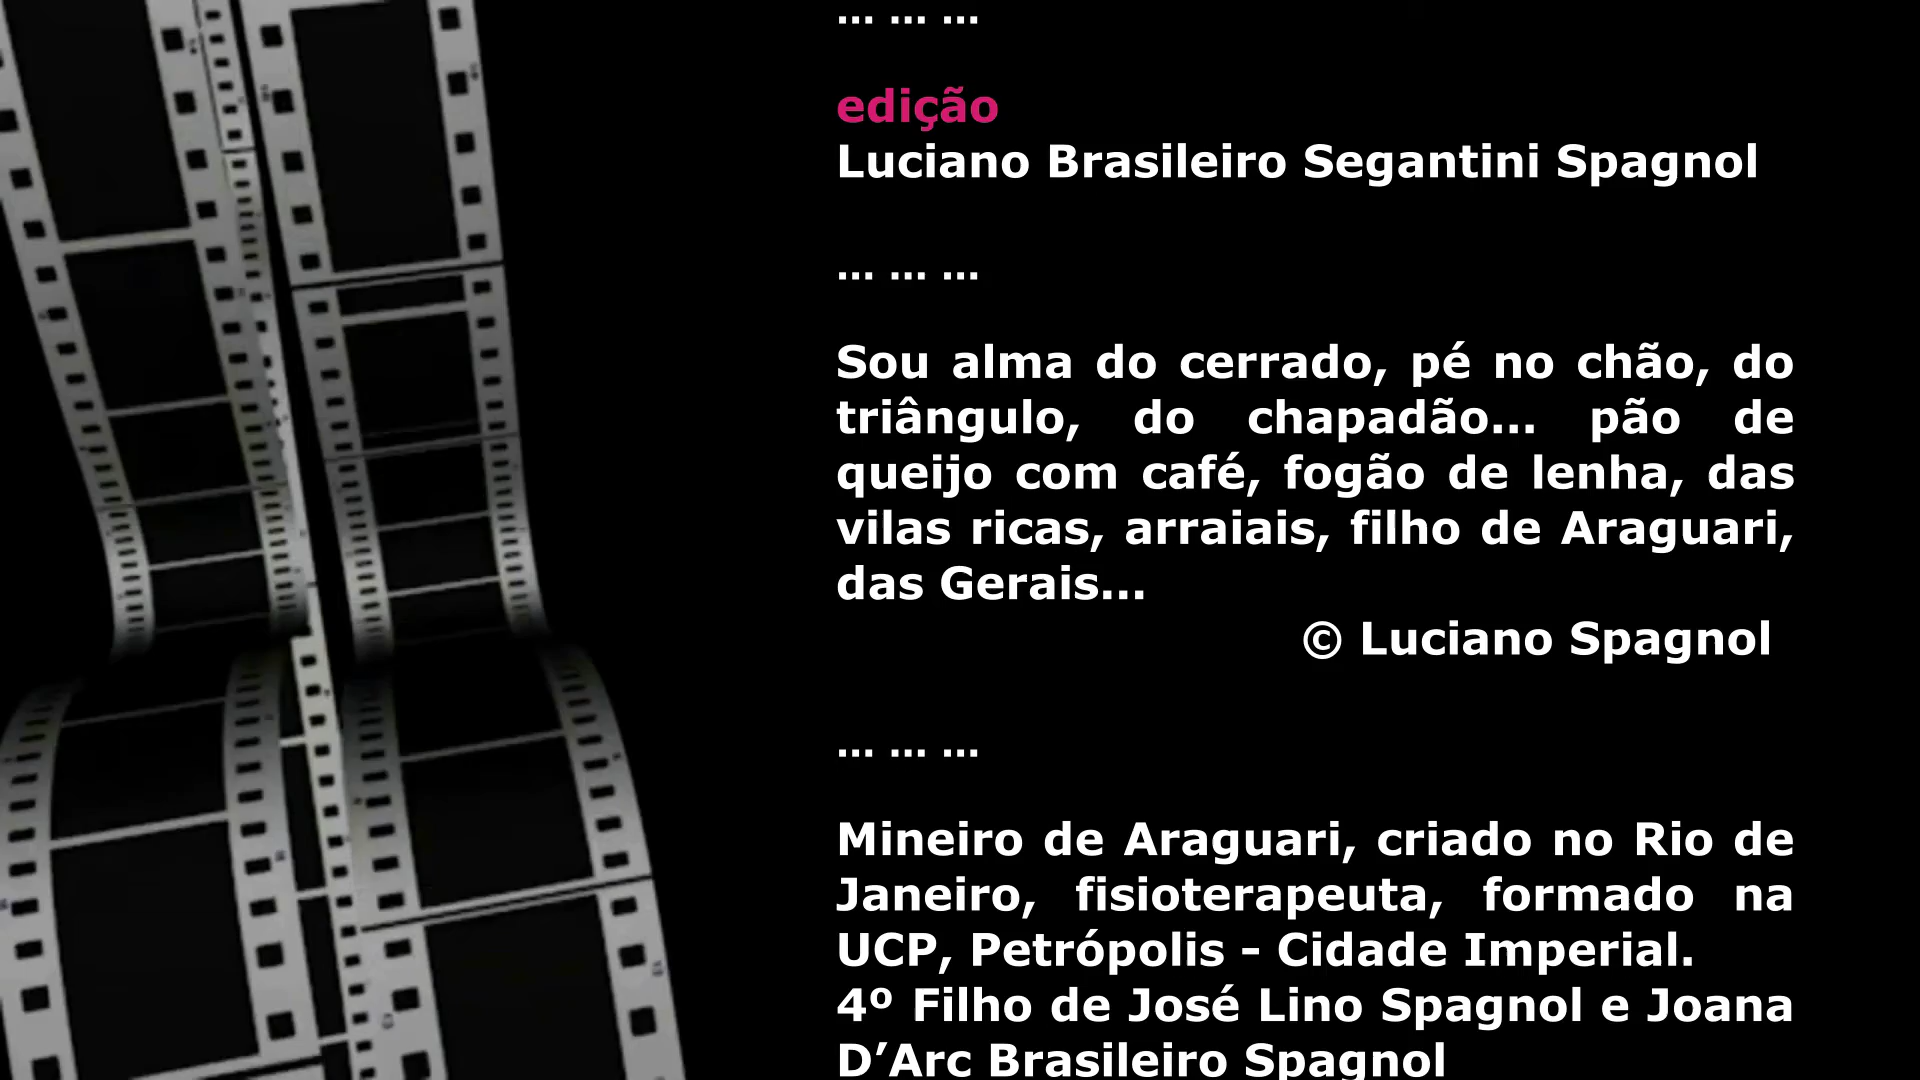 ... ... ...
edição
Luciano Brasileiro Segantini Spagnol
... ... ...
Sou alma do cerrado, pé no chão, do
triângulo, do chapadão... pão de
queijo com café, fogão de lenha, das
vilas ricas, arraiais, filho de Araguari,
das Gerais...
© Luciano Spagnol
... ... ...
Mineiro de Araguari, criado no Rio de
Janeiro, fisioterapeuta, formado na
UCP, Petrópolis - Cidade Imperial.
4º Filho de José Lino Spagnol e Joana
D’Arc Brasileiro Spagnol